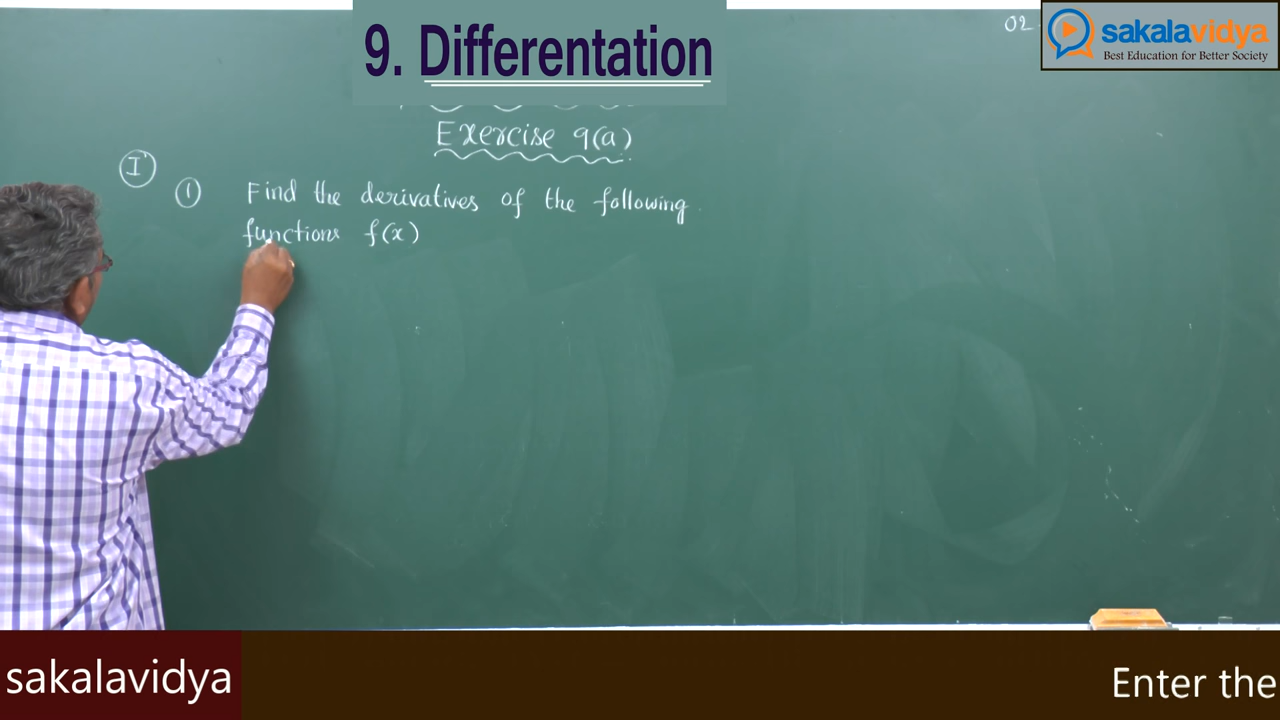 9. Differentation
02
sakalavidya
Best Education for Better Society
Exercise 9(a)
I
1 Find the derivatives of the following
functions f(x)
sakalavidya
Enter the